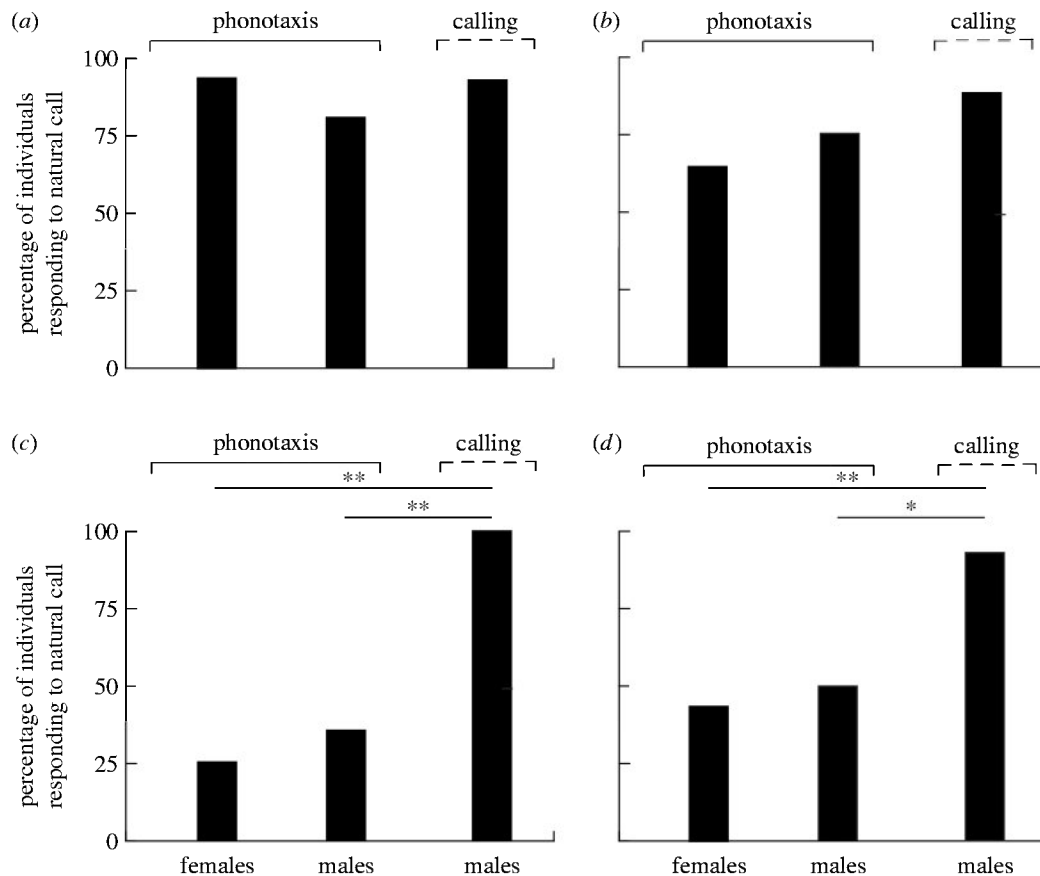 (a)
phonotaxis
calling
(b)
phonotaxis
calling
percentage of individuals
responding to natural call
100
75
50
25
0
(c)
phonotaxis
calling
**
**
(d)
phonotaxis
calling
**
*
percentage of individuals
responding to natural call
100
75
50
25
0
females
males
males
females
males
males